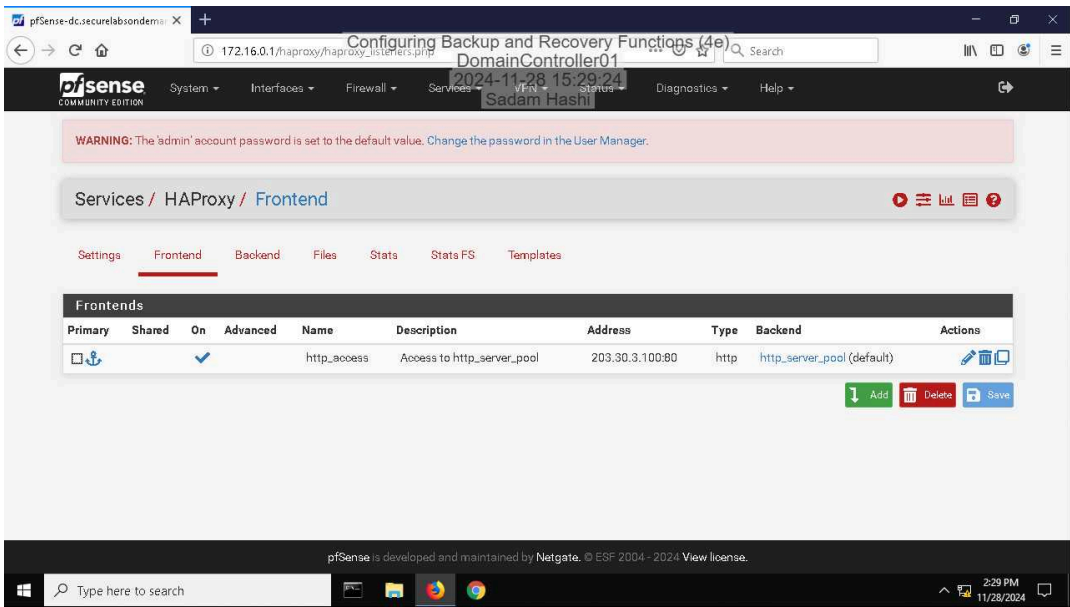 pfSense-dc.securelabsondemar
172.16.0.1/haproxy/haproxy_listeners.php
Search
Configuring Backup and Recovery Functions (4e)
DomainController01
2024-11-28 15:29:24
Sadam Hashi
pfsense
COMMUNITY EDITION
System Interfaces Firewall Services VPN Status Diagnostics Help
WARNING: The 'admin' account password is set to the default value. Change the password in the User Manager.
Services / HAProxy / Frontend
Settings Frontend Backend Files Stats Stats FS Templates
Frontends
Primary Shared On Advanced Name Description Address Type Backend Actions
http_access Access to http_server_pool 203.30.3.100:80 http http_server_pool (default)
Add Delete Save
pfSense is developed and maintained by Netgate. © ESF 2004 - 2024 View license.
Type here to search
2:29 PM
11/28/2024